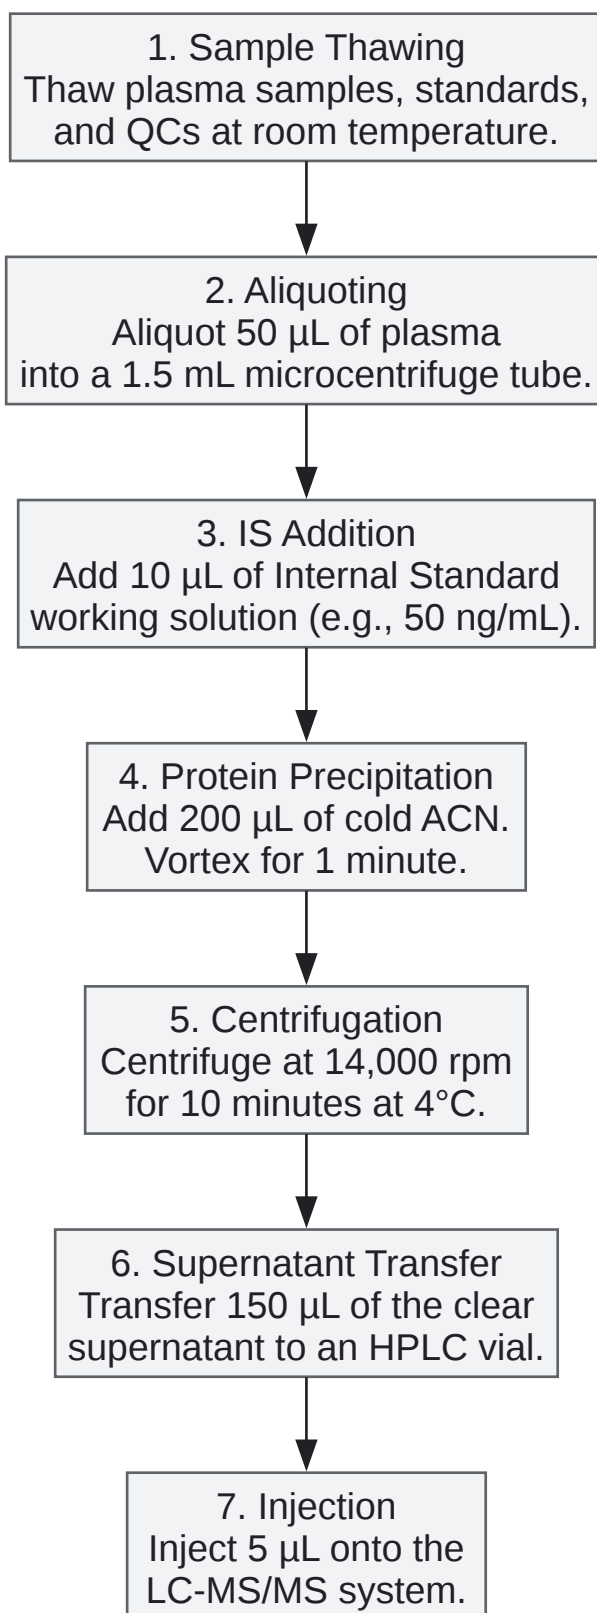 1. Sample Thawing
Thaw plasma samples, standards,
and QCs at room temperature.
2. Aliquoting
Aliquot 50 µL of plasma
into a 1.5 mL microcentrifuge tube.
3. IS Addition
Add 10 µL of Internal Standard
working solution (e.g., 50 ng/mL).
4. Protein Precipitation
Add 200 µL of cold ACN.
Vortex for 1 minute.
5. Centrifugation
Centrifuge at 14,000 rpm
for 10 minutes at 4°C.
6. Supernatant Transfer
Transfer 150 µL of the clear
supernatant to an HPLC vial.
7. Injection
Inject 5 µL onto the
LC-MS/MS system.